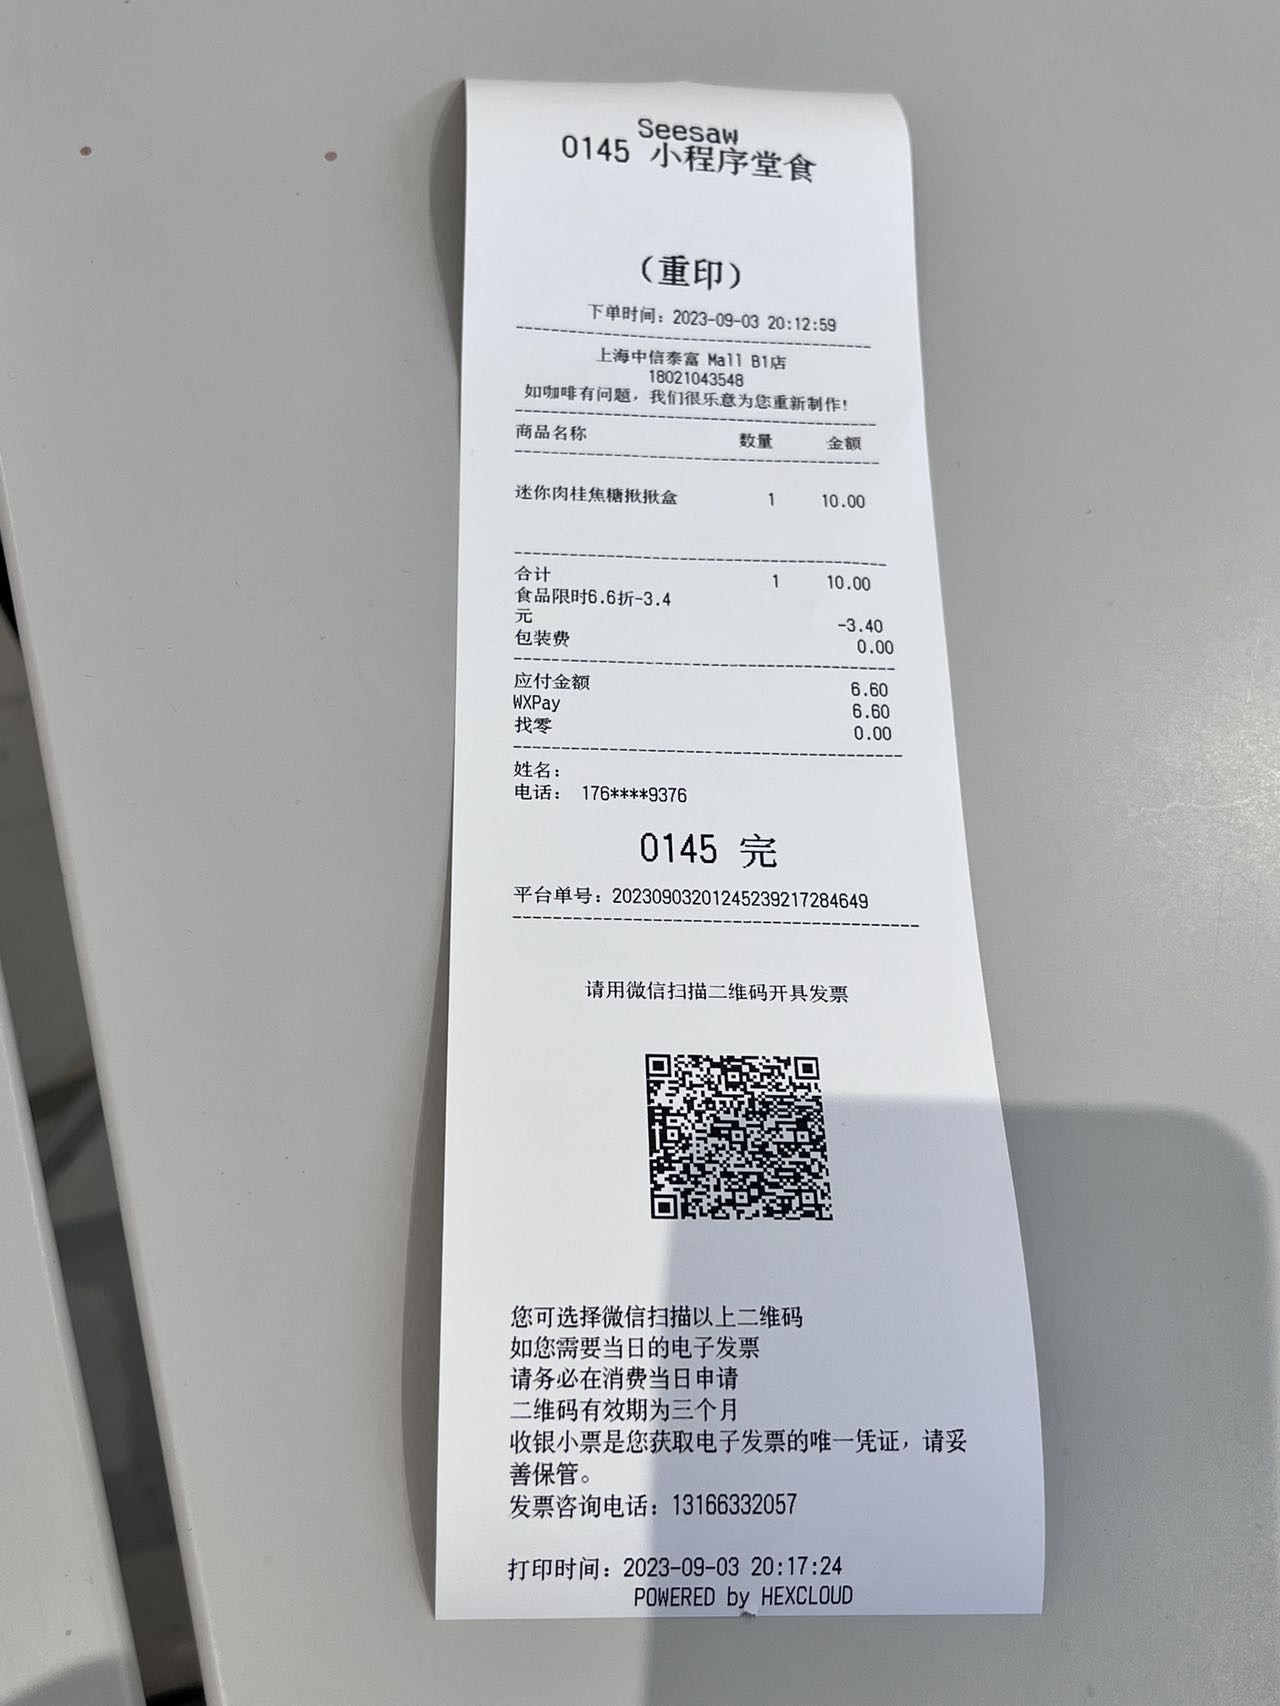 Seesaw
0145 小程序堂食
(重印)
下单时间: 2023-09-03 20:12:59
上海中信泰富 Mall B1店
18021043548
如咖啡有问题，我们很乐意为您重新制作!
商品名称 数量 金额
迷你肉桂焦糖揪揪盒 1 10.00
合计 1 10.00
食品限时6.6折-3.4
元 -3.40
包装费 0.00
应付金额 6.60
WXPay 6.60
找零 0.00
姓名:
电话: 176****9376
0145 完
平台单号: 20230903201245239217284649
请用微信扫描二维码开具发票
您可选择微信扫描以上二维码
如您需要当日的电子发票
请务必在消费当日申请
二维码有效期为三个月
收银小票是您获取电子发票的唯一凭证，请妥
善保管。
发票咨询电话: 13166332057
打印时间: 2023-09-03 20:17:24
POWERED by HEXCLOUD